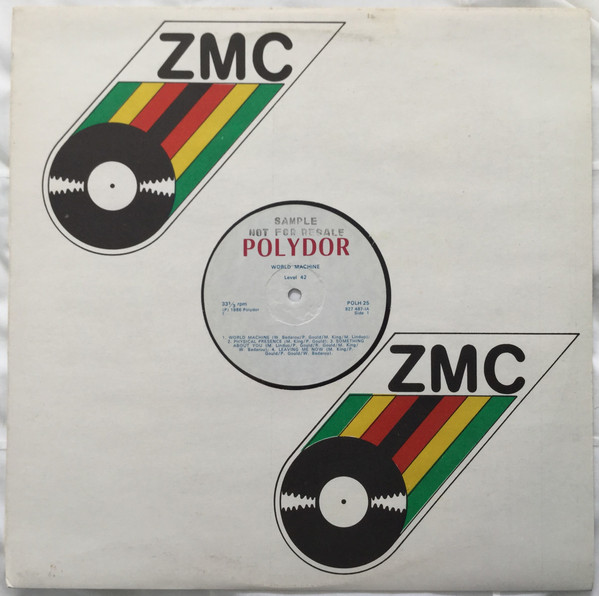 ZMC
SAMPLE
NOT FOR RESALE
POLYDOR
WORLD MACHINE
Level 42
33⅓ rpm
(P) 1985 Polydor
POLH 25
827 487-1A
Side 1
1. WORLD MACHINE (W. Badarou/P. Gould/M. King/M. Lindup)
2. PHYSICAL PRESENCE (M. King/P. Gould); 3. SOMETHING
ABOUT YOU (M. Lindup/P. Gould/R. Gould/M. King/
W. Badarou); 4. LEAVING ME NOW (M. King/P.
Gould/P. Gould/W. Badarou)
ZMC